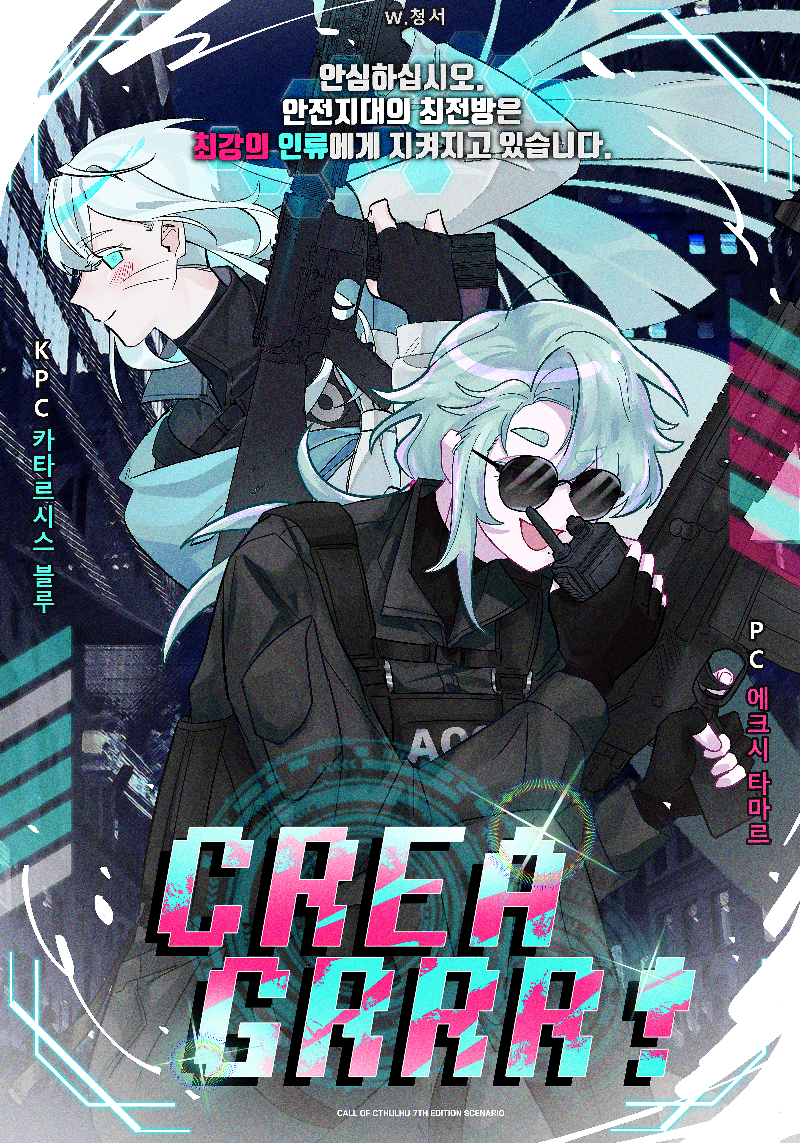 w.청서
안심하십시오.
안전지대의 최전방은
최강의 인류에게 지켜지고 있습니다.
KPC 카타르시스 블루
PC 에크시 타마르
CREA
GRRR!
CALL OF CTHULHU 7TH EDITION SCENARIO